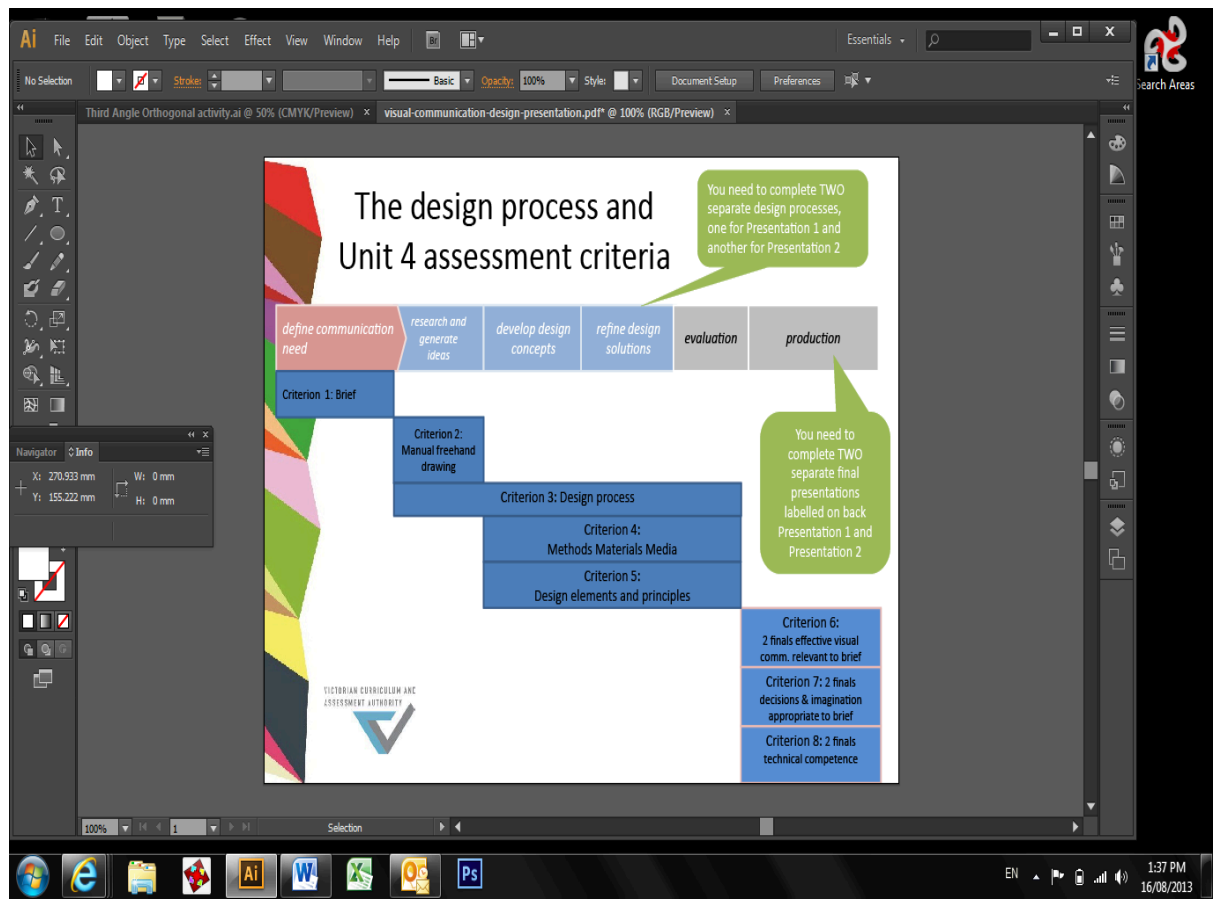 Ai File Edit Object Type Select Effect View Window Help Br Essentials
No Selection Stroke: Basic Opacity: 100% Style: Document Setup Preferences
Search Areas
Third Angle Orthogonal activity.ai @ 50% (CMYK/Preview) × visual-communication-design-presentation.pdf* @ 100% (RGB/Preview) ×
The design process and
Unit 4 assessment criteria
You need to complete TWO
separate design processes,
one for Presentation 1 and
another for Presentation 2
define communication
need
research and
generate
ideas
develop design
concepts
refine design
solutions
evaluation
production
Criterion 1: Brief
Criterion 2:
Manual freehand
drawing
Criterion 3: Design process
Criterion 4:
Methods Materials Media
Criterion 5:
Design elements and principles
You need to
complete TWO
separate final
presentations
labelled on back
Presentation 1 and
Presentation 2
Criterion 6:
2 finals effective visual
comm. relevant to brief
Criterion 7: 2 finals
decisions & imagination
appropriate to brief
Criterion 8: 2 finals
technical competence
VICTORIAN CURRICULUM AND
ASSESSMENT AUTHORITY
Navigator Info
X: 270.933 mm W: 0 mm
Y: 155.222 mm H: 0 mm
100% 1 Selection
Ai Ps EN 1:37 PM
16/08/2013